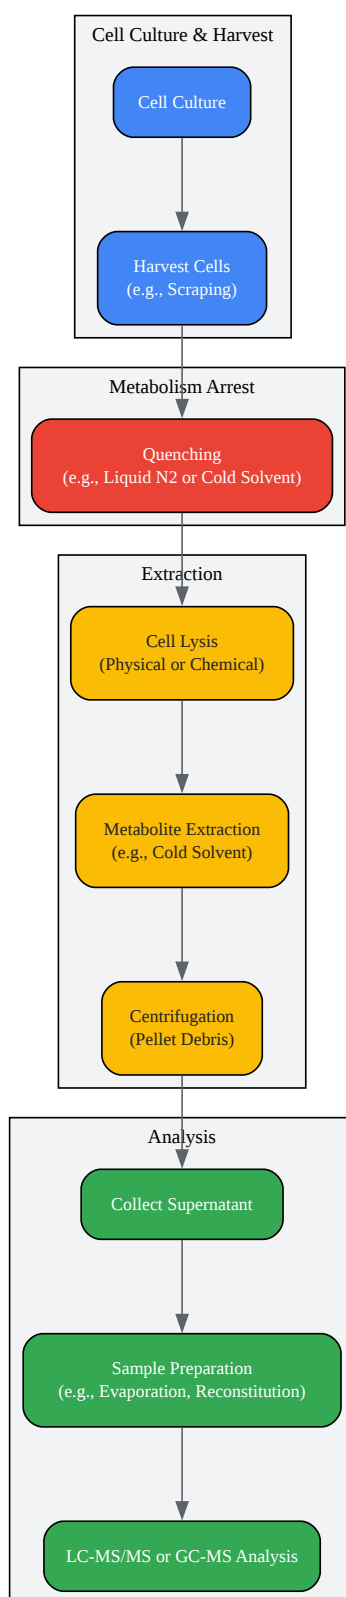 Cell Culture & Harvest
Cell Culture
Harvest Cells
(e.g., Scraping)
Metabolism Arrest
Quenching
(e.g., Liquid N2 or Cold Solvent)
Extraction
Cell Lysis
(Physical or Chemical)
Metabolite Extraction
(e.g., Cold Solvent)
Centrifugation
(Pellet Debris)
Analysis
Collect Supernatant
Sample Preparation
(e.g., Evaporation, Reconstitution)
LC-MS/MS or GC-MS Analysis